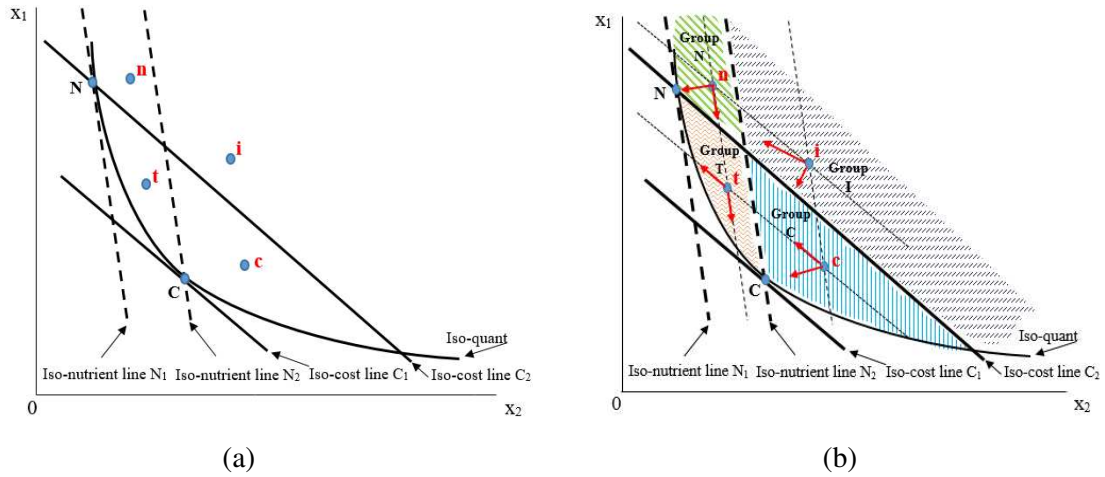 x1
n
N
i
t
c
C
Iso-quant
Iso-nutrient line N1
Iso-nutrient line N2
Iso-cost line C1
Iso-cost line C2
0
x2
(a)
x1
Group
N
n
N
i
Group
T
Group
I
t
Group
C
c
C
Iso-quant
Iso-nutrient line N1
Iso-nutrient line N2
Iso-cost line C1
Iso-cost line C2
0
x2
(b)